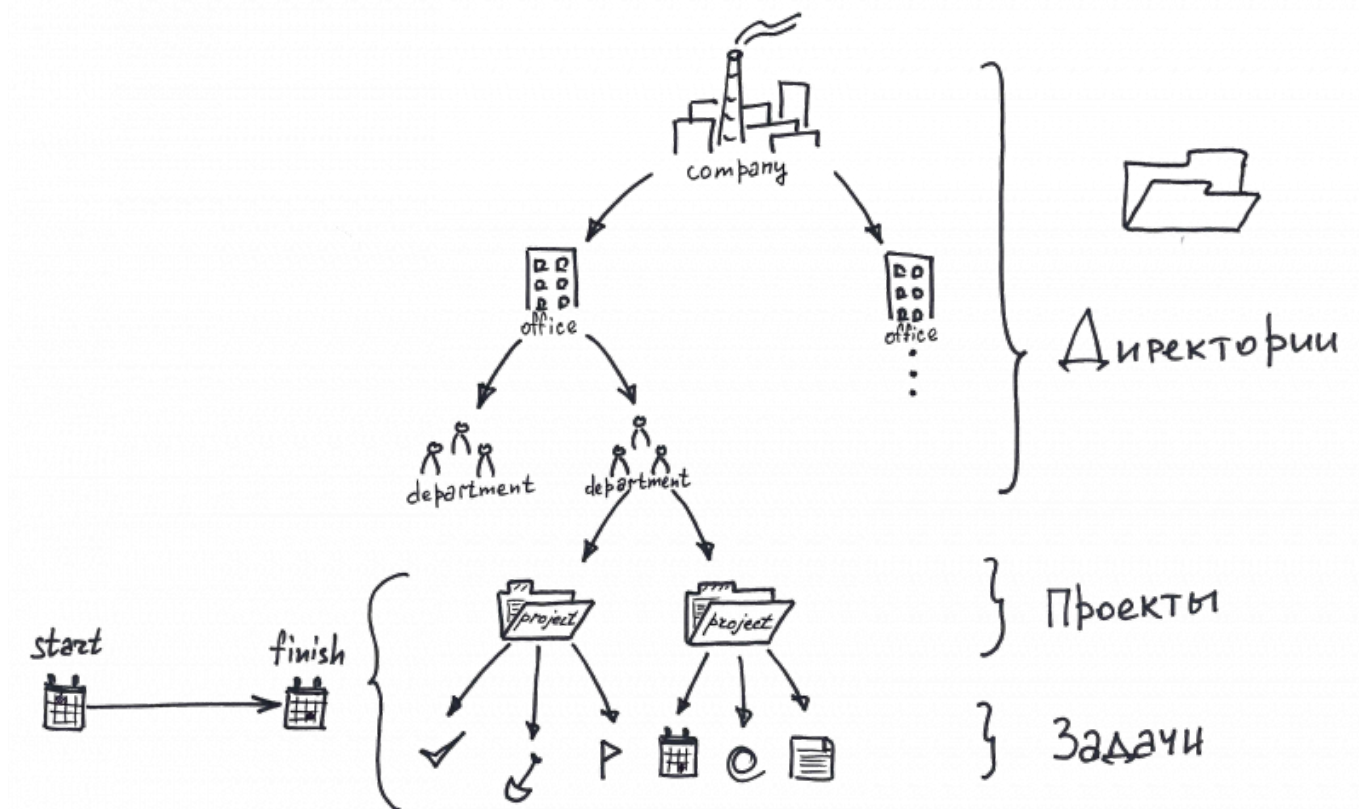 company
office
office
Директории
department
department
project
project
Проекты
start
finish
Задачи